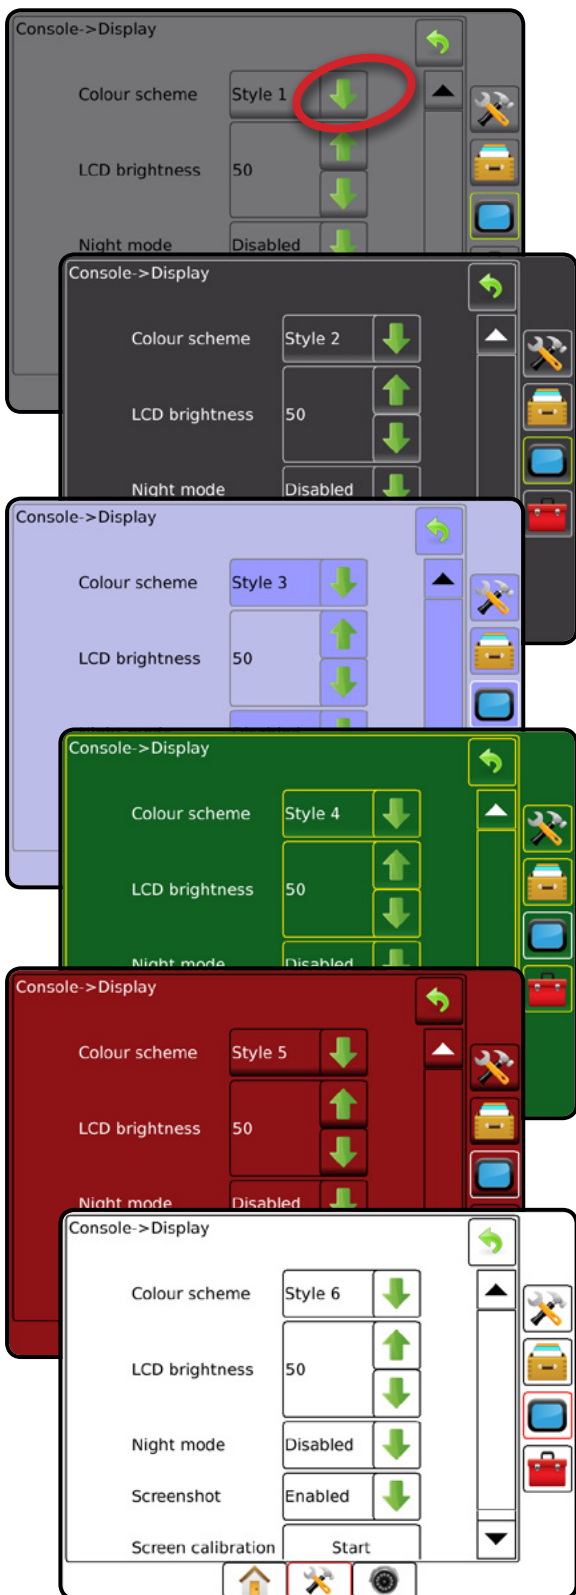 Console->Display
Colour scheme Style 1
LCD brightness 50
Night mode Disabled
Console->Display
Colour scheme Style 2
LCD brightness 50
Night mode Disabled
Console->Display
Colour scheme Style 3
LCD brightness 50
Console->Display
Colour scheme Style 4
LCD brightness 50
Night mode Disabled
Console->Display
Colour scheme Style 5
LCD brightness 50
Night mode Disabled
Console->Display
Colour scheme Style 6
LCD brightness 50
Night mode Disabled
Screenshot Enabled
Screen calibration Start